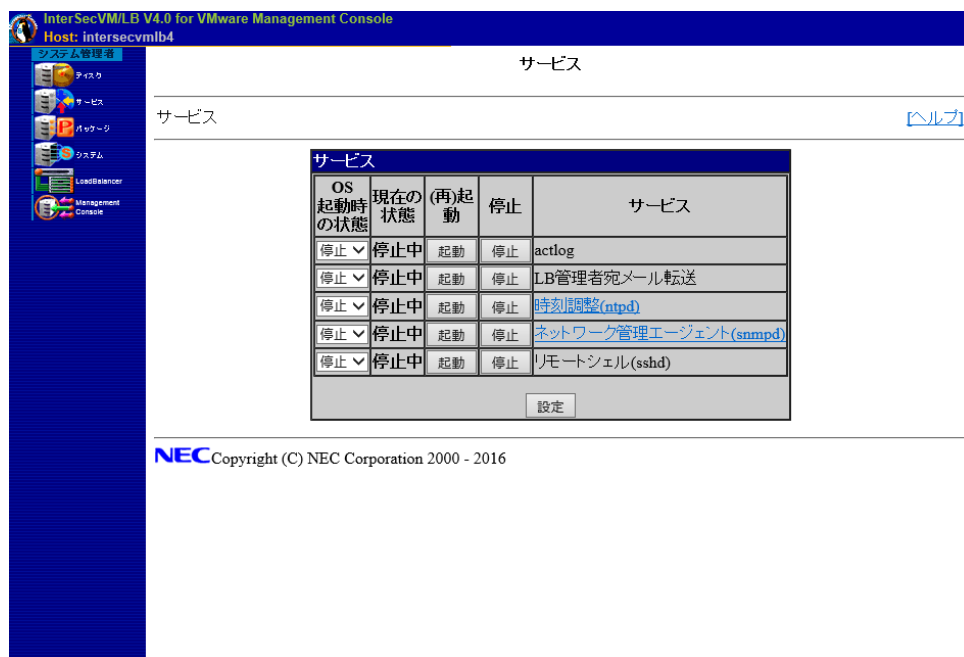 InterSecVM/LB V4.0 for VMware Management Console
Host: intersecvmlb4
システム管理者
ディスク
サービス
パッケージ
システム
LoadBalancer
Management
Console
サービス
サービス
[ヘルプ]
サービス
OS
起動時
の状態
現在の
状態
(再)起
動
停止
サービス
停止 停止中 起動 停止 actlog
停止 停止中 起動 停止 LB管理者宛メール転送
停止 停止中 起動 停止 時刻調整(ntpd)
停止 停止中 起動 停止 ネットワーク管理エージェント(snmpd)
停止 停止中 起動 停止 リモートシェル(sshd)
設定
NEC Copyright (C) NEC Corporation 2000 - 2016